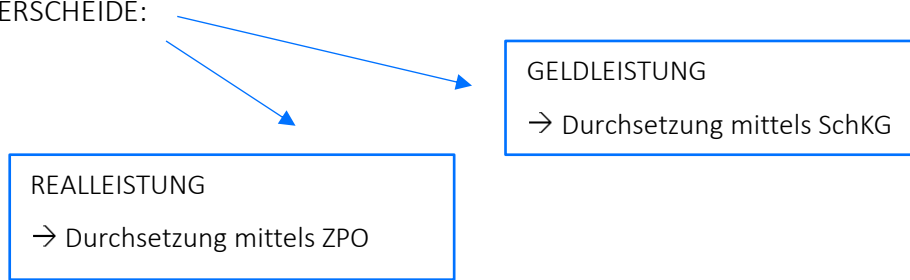 ERSCHEIDE:
GELDLEISTUNG
→ Durchsetzung mittels SchKG
REALLEISTUNG
→ Durchsetzung mittels ZPO